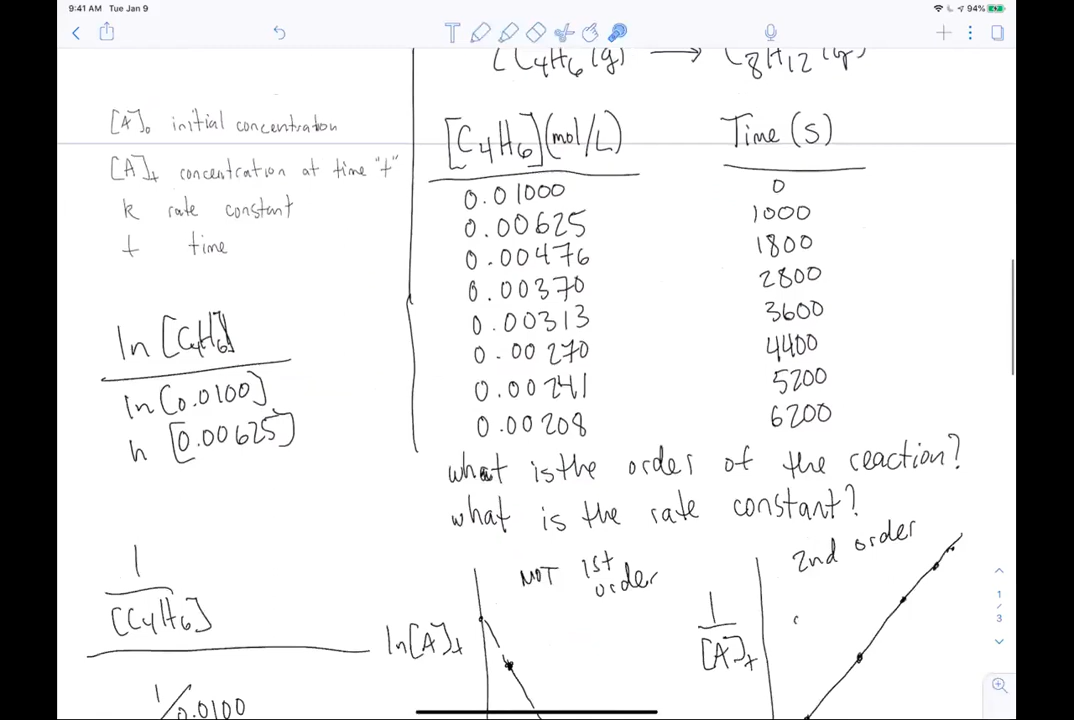 9:41 AM Tue Jan 9
94%
(C4H6 (g) → C8H12 (g)
[A]₀ initial concentration
[A]t concentration at time "t"
k rate constant
t time
ln [C4H6]
ln [0.0100]
ln [0.00625]
1
[C4H6]
1/0.0100
[C4H6] (mol/L) Time (s)
0.01000 0
0.00625 1000
0.00476 1800
0.00370 2800
0.00313 3600
0.00270 4400
0.00241 5200
0.00208 6200
what is the order of the reaction?
what is the rate constant?
NOT 1st
order
ln[A]t
2nd order
1
[A]t
1
/
3